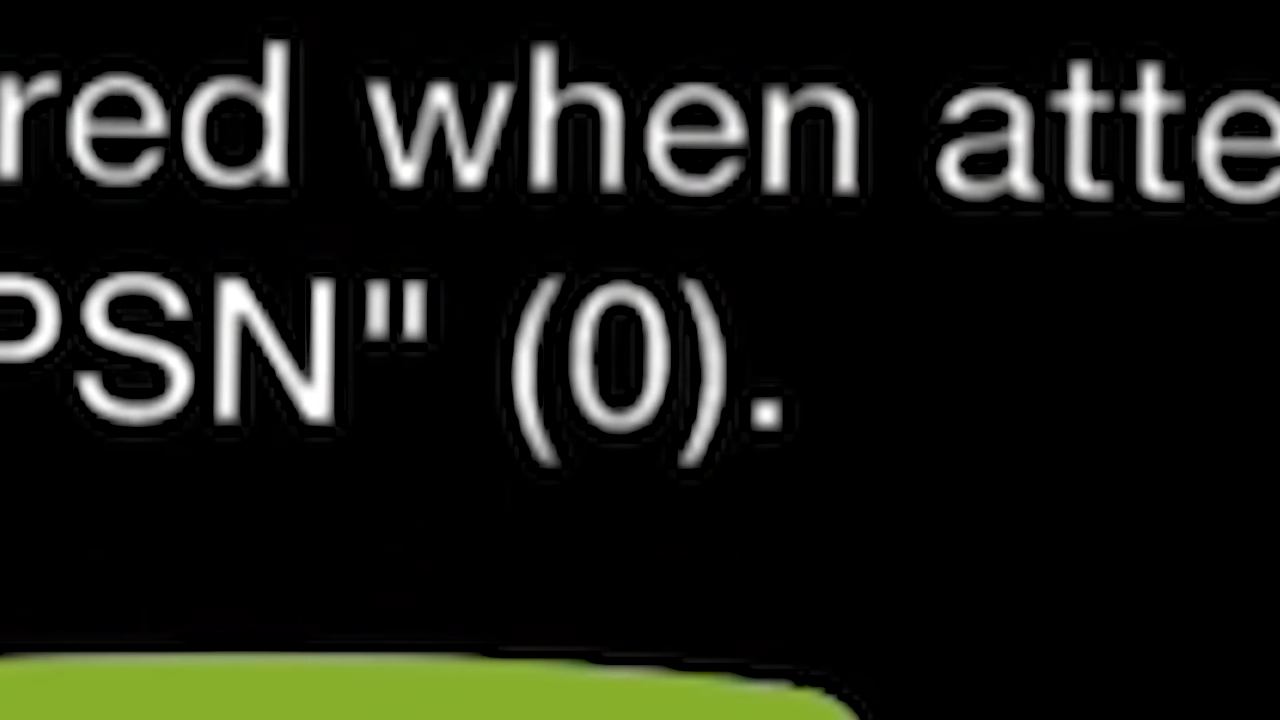 red when atte
PSN" (0).